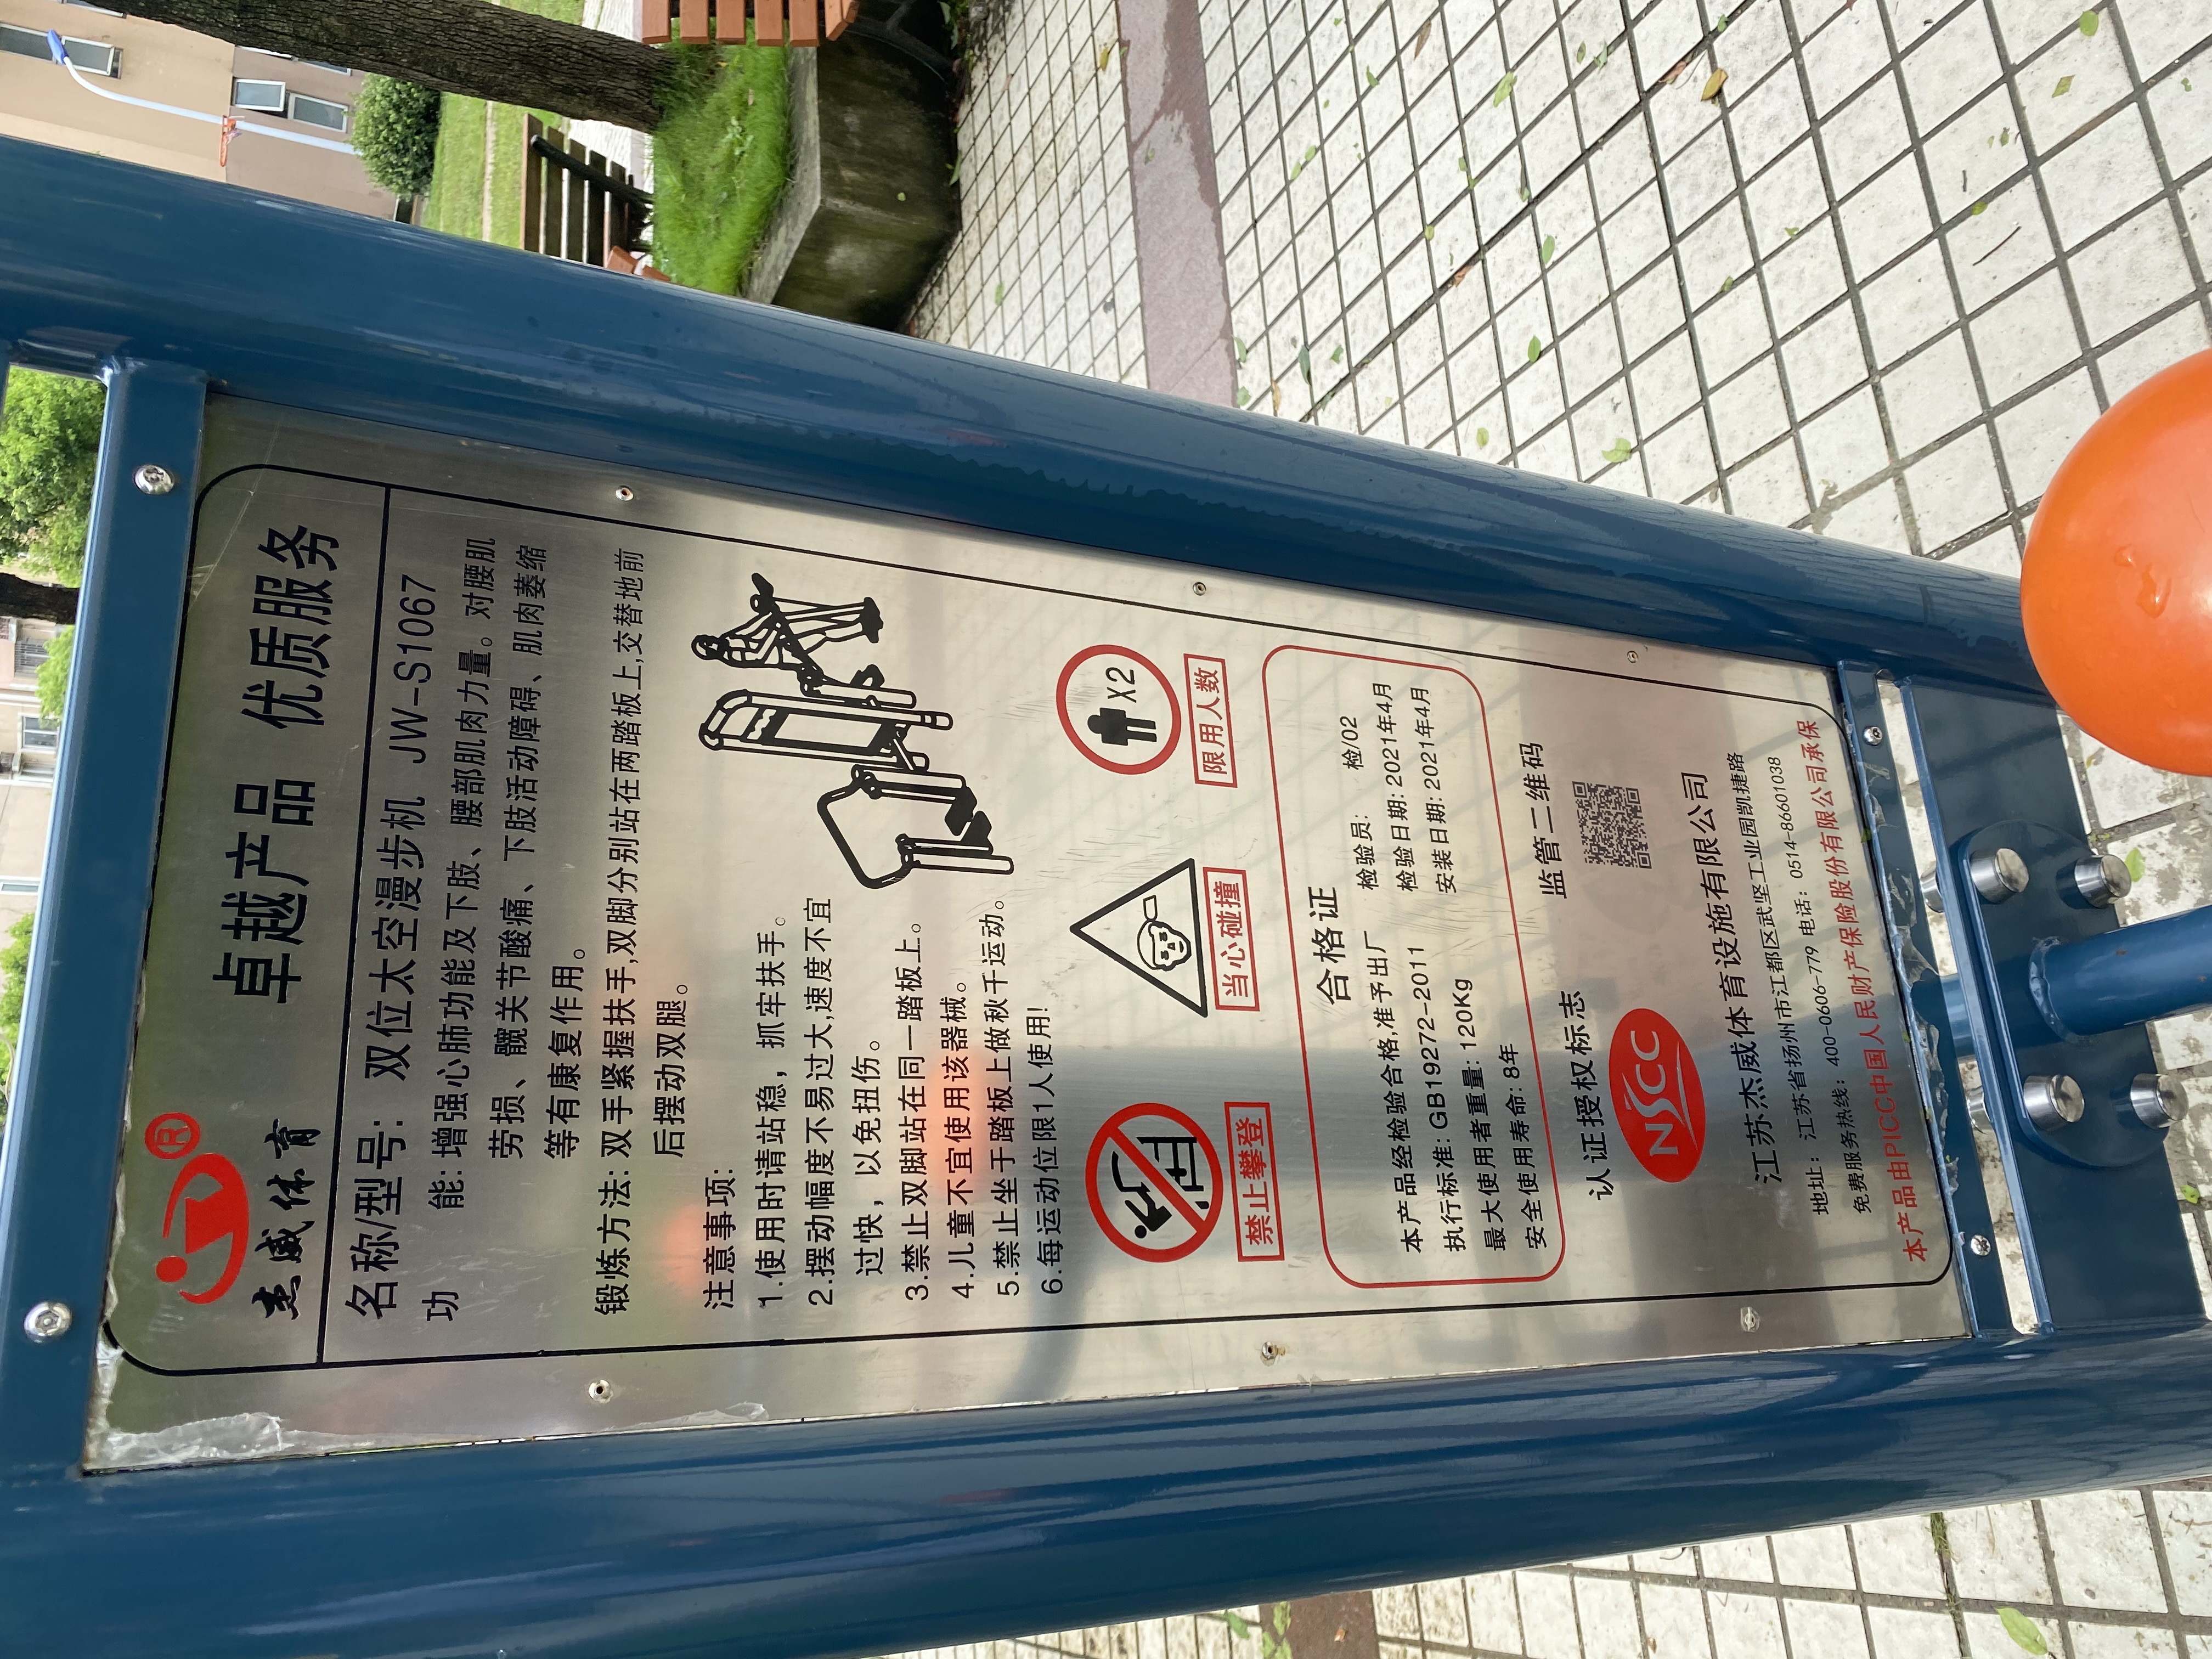 杰威体育
®
卓越产品 优质服务
名称/型号: 双位太空漫步机 JW-S1067
功 能: 增强心肺功能及下肢、腰部肌肉力量。对腰肌
劳损、髋关节酸痛、下肢活动障碍、肌肉萎缩
等有康复作用。
锻炼方法: 双手紧握扶手,双脚分别站在两踏板上,交替地前
后摆动双腿。
注意事项:
1.使用时请站稳，抓牢扶手。
2.摆动幅度不易过大,速度不宜
过快，以免扭伤。
3.禁止双脚站在同一踏板上。
4.儿童不宜使用该器械。
5.禁止坐于踏板上做秋千运动。
6.每运动位限1人使用!
X2
禁止攀登
当心碰撞
限用人数
合格证
本产品经检验合格,准予出厂 检验员: 检/02
执行标准: GB19272-2011 检验日期: 2021年4月
最大使用者重量: 120Kg 安装日期: 2021年4月
安全使用寿命: 8年
认证授权标志 监管二维码
NSCC
江苏杰威体育设施有限公司
地址： 江苏省扬州市江都区武坚工业园凯捷路
免费服务热线：400-0606-779 电话：0514-86601038
本产品由PICC中国人民财产保险股份有限公司承保